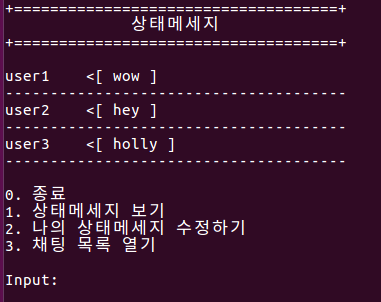 +====================================+
상태메세지
+====================================+
user1 <[ wow ]
--------------------------------------
user2 <[ hey ]
--------------------------------------
user3 <[ holly ]
--------------------------------------
0. 종료
1. 상태메세지 보기
2. 나의 상태메세지 수정하기
3. 채팅 목록 열기
Input: